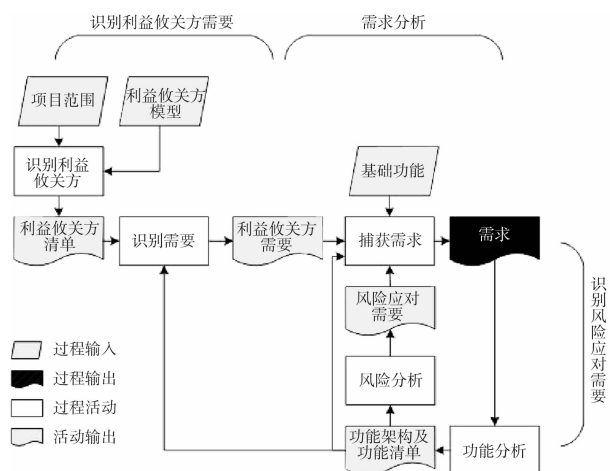 识别利益攸关方需要
需求分析
项目范围
利益攸关方
模型
识别利益
攸关方
基础功能
利益攸关方
清单
识别需要
利益攸关方
需要
捕获需求
需求
风险应对
需要
识别风险应对需要
过程输入
过程输出
过程活动
活动输出
风险分析
功能架构及
功能清单
功能分析